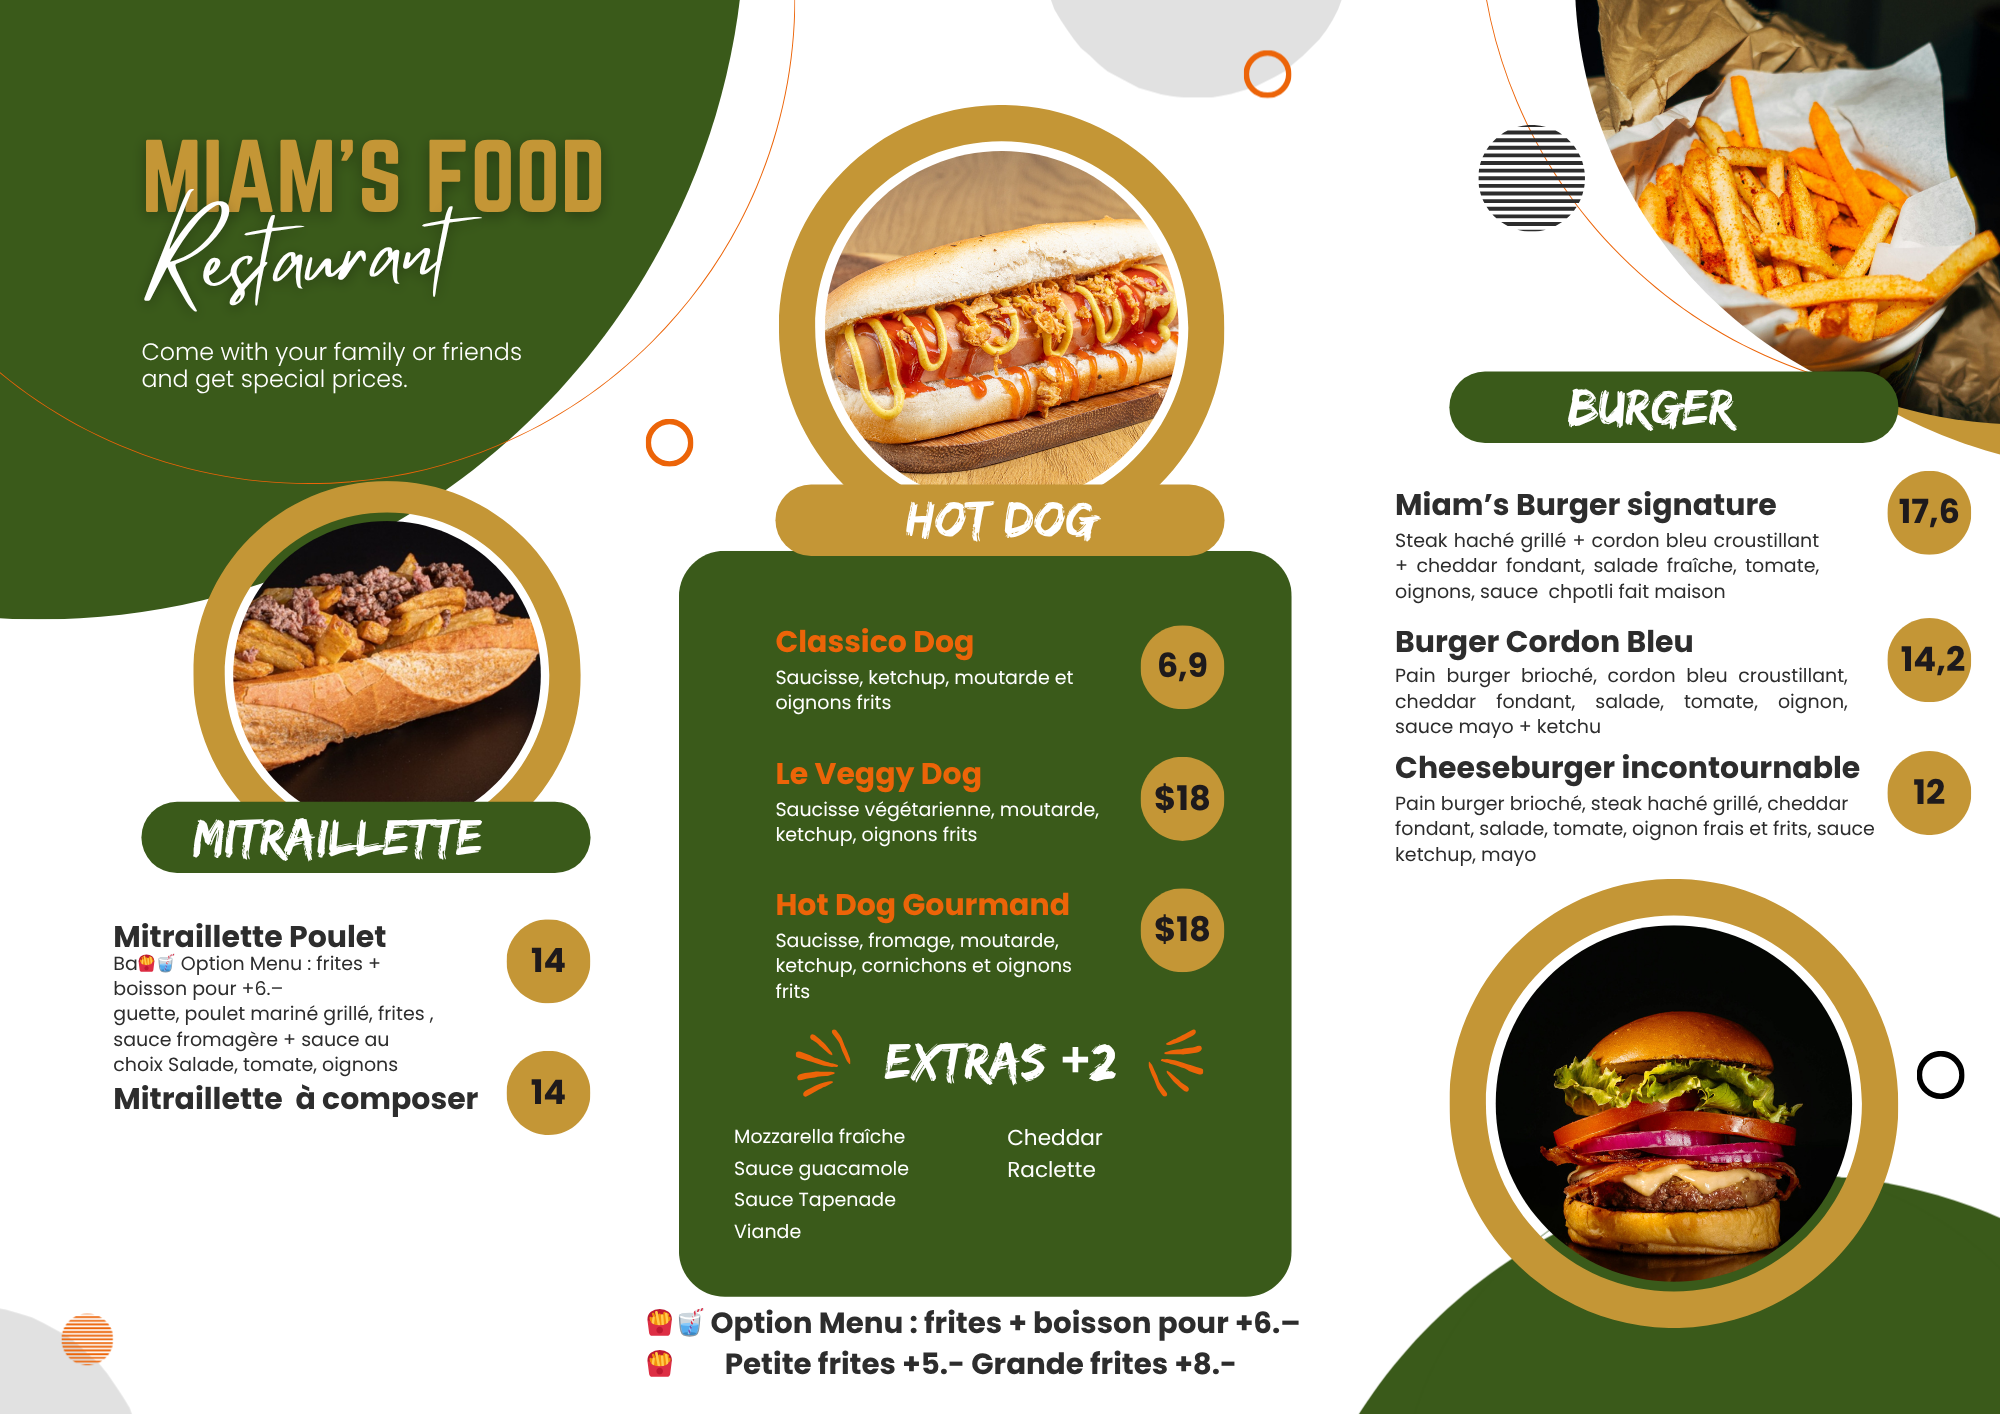 MIAM'S FOOD
Restaurant
Come with your family or friends
and get special prices.
MITRAILLETTE
Mitraillette Poulet
14
Ba🍟🥤 Option Menu : frites +
boisson pour +6.–
guette, poulet mariné grillé, frites ,
sauce fromagère + sauce au
choix Salade, tomate, oignons
Mitraillette à composer
14
HOT DOG
Classico Dog
6,9
Saucisse, ketchup, moutarde et
oignons frits
Le Veggy Dog
$18
Saucisse végétarienne, moutarde,
ketchup, oignons frits
Hot Dog Gourmand
$18
Saucisse, fromage, moutarde,
ketchup, cornichons et oignons
frits
EXTRAS +2
Mozzarella fraîche
Sauce guacamole
Sauce Tapenade
Viande
Cheddar
Raclette
🍟🥤 Option Menu : frites + boisson pour +6.–
🍟 Petite frites +5.- Grande frites +8.-
BURGER
Miam's Burger signature
17,6
Steak haché grillé + cordon bleu croustillant
+ cheddar fondant, salade fraîche, tomate,
oignons, sauce chpotli fait maison
Burger Cordon Bleu
14,2
Pain burger brioché, cordon bleu croustillant,
cheddar fondant, salade, tomate, oignon,
sauce mayo + ketchu
Cheeseburger incontournable
12
Pain burger brioché, steak haché grillé, cheddar
fondant, salade, tomate, oignon frais et frits, sauce
ketchup, mayo